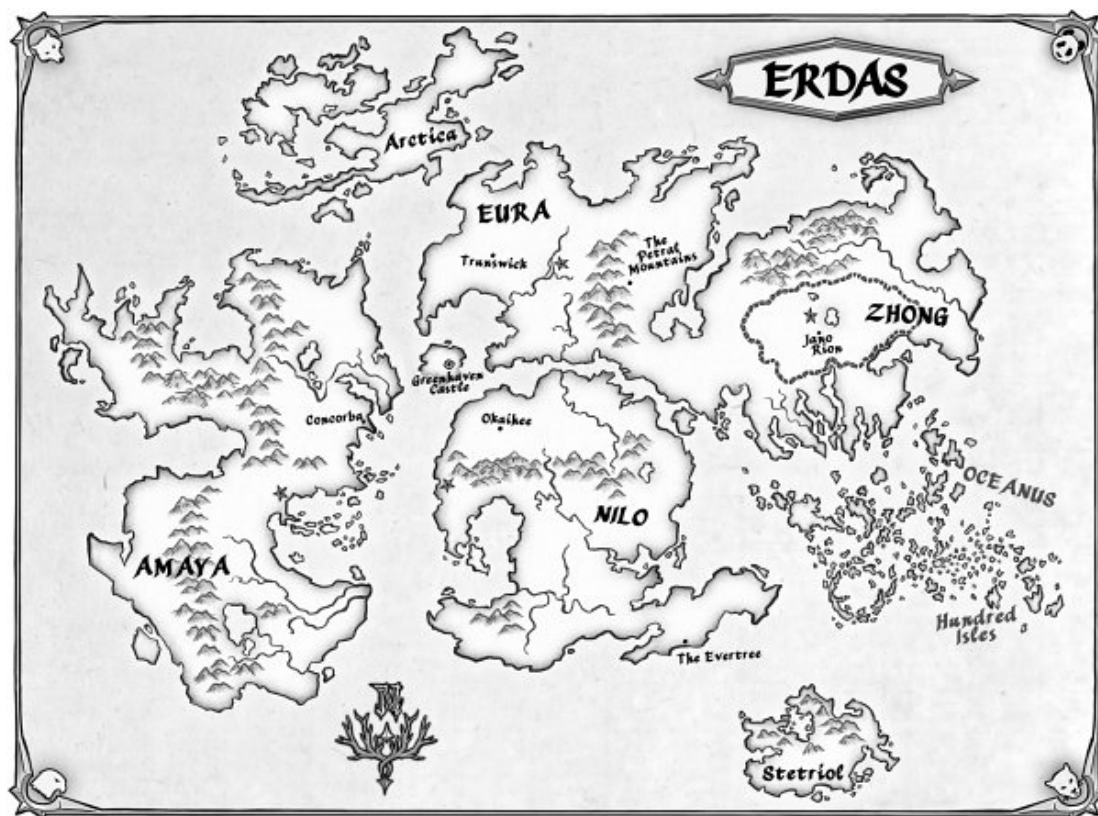 ERDAS
Arctica
EURA
Trunswick
The
Petral
Mountains
ZHONG
Jano
Rion
Greenhaven
Castle
Concorba
Okaihee
OCEANUS
NILO
AMAYA
Hundred
Isles
The Evertree
N
Stetriol